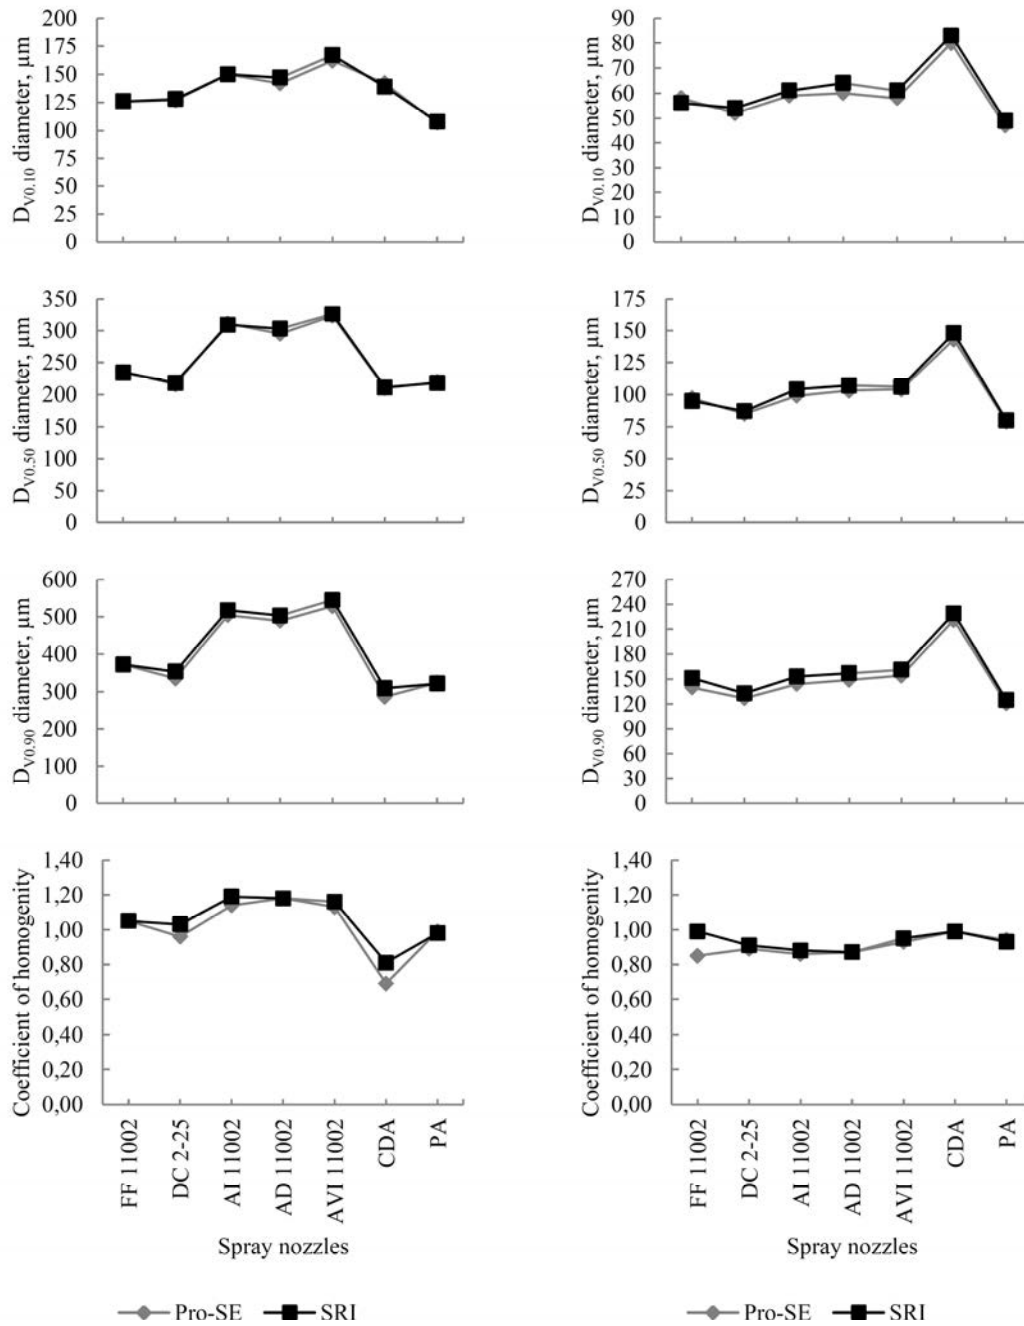 D_V0.10 diameter, µm
200
175
150
125
100
75
50
25
0
D_V0.10 diameter, µm
90
80
70
60
50
40
30
20
10
0
D_V0.50 diameter, µm
350
300
250
200
150
100
50
0
D_V0.50 diameter, µm
175
150
125
100
75
50
25
0
D_V0.90 diameter, µm
600
500
400
300
200
100
0
D_V0.90 diameter, µm
270
240
210
180
150
120
90
60
30
0
Coefficient of homogenity
1,40
1,20
1,00
0,80
0,60
0,40
0,20
0,00
FF 11002
DC 2-25
AI 11002
AD 11002
AVI 11002
CDA
PA
Spray nozzles
Coefficient of homogenity
1,40
1,20
1,00
0,80
0,60
0,40
0,20
0,00
FF 11002
DC 2-25
AI 11002
AD 11002
AVI 11002
CDA
PA
Spray nozzles
Pro-SE SRI
Pro-SE SRI